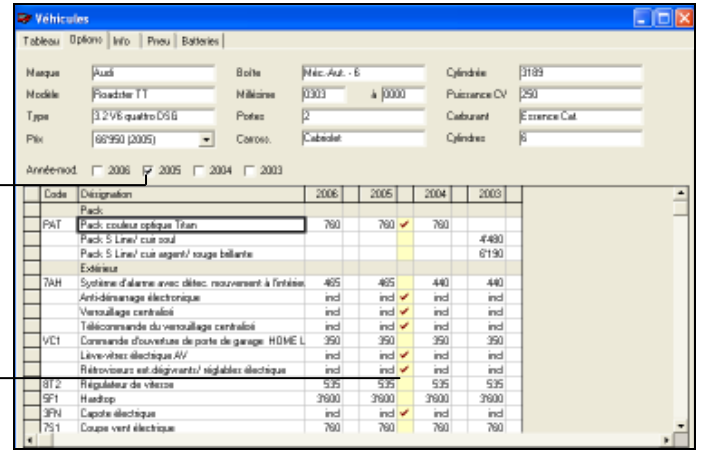 Véhicules
Tableau Options Info Pneu Batteries
Marque Audi Boîte Méc.-Aut. - 6 Cylindrée 3189
Modèle Roadster TT Millésime 0303 à 0000 Puissance CV 250
Type 3.2 V6 quattro DSG Portes 2 Carburant Essence Cat.
Prix 66'950 (2005) Carross. Cabriolet Cylindres 6
Année-mod. 2006 2005 2004 2003
Code Désignation 2006 2005 2004 2003
Pack
PAT Pack couleur optique Titan 760 760 760
Pack S Line/ cuir soul 4'480
Pack S Line/ cuir argent/ rouge brillante 6'190
Extérieur
7AH Système d'alarme avec détec. mouvement à l'intérieu 465 465 440 440
Anti-démarrage électronique incl incl incl incl
Verrouillage centralisé incl incl incl incl
Télécommande du verrouillage centralisé incl incl incl incl
VC1 Commande d'ouverture de porte de garage HOME L 350 350 350 350
Lève-vitres électrique AV incl incl incl incl
Rétroviseurs ext.dégivrants/ réglables électrique incl incl incl incl
8T2 Régulateur de vitesse 535 535 535 535
5F1 Hardtop 3'600 3'600 3'600 3'600
3FN Capote électrique incl incl incl incl
7S1 Coupe vent électrique 760 760 760 760